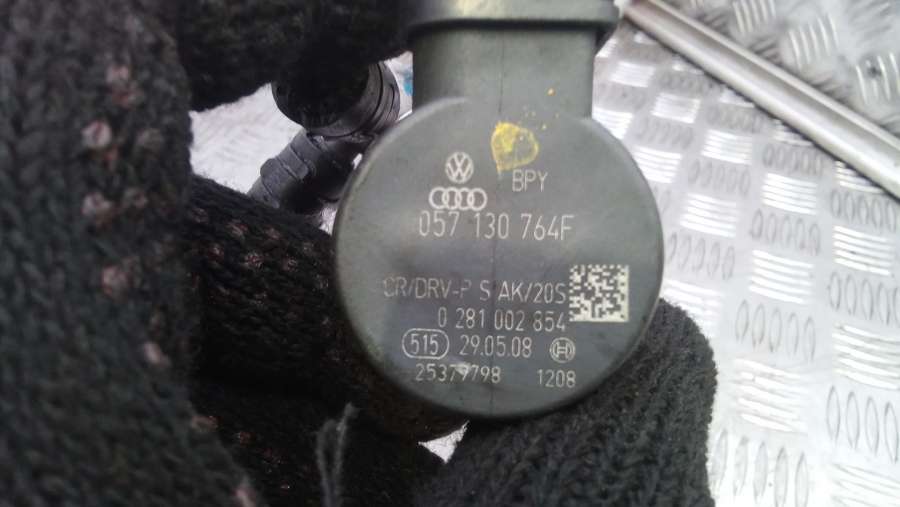 BPY
057 130 764F
CR/DRV-P S AK/20S
0 281 002 854
515 29.05.08
25379798 1208